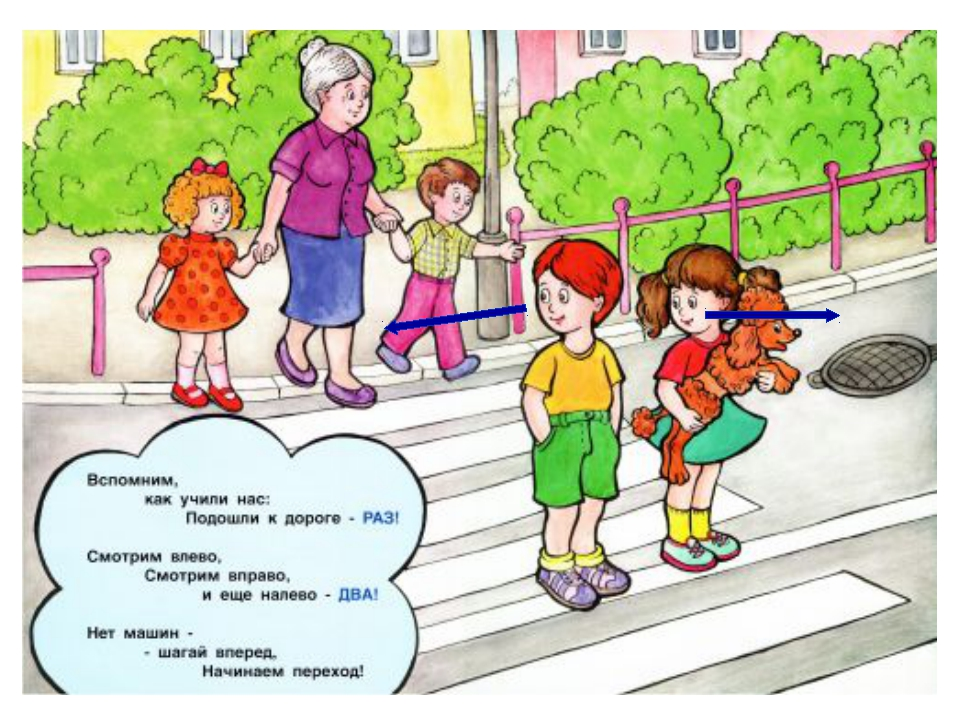 Вспомним,
как учили нас:
Подошли к дороге - РАЗ!
Смотрим влево,
Смотрим вправо,
и еще налево - ДВА!
Нет машин -
- шагай вперед,
Начинаем переход!